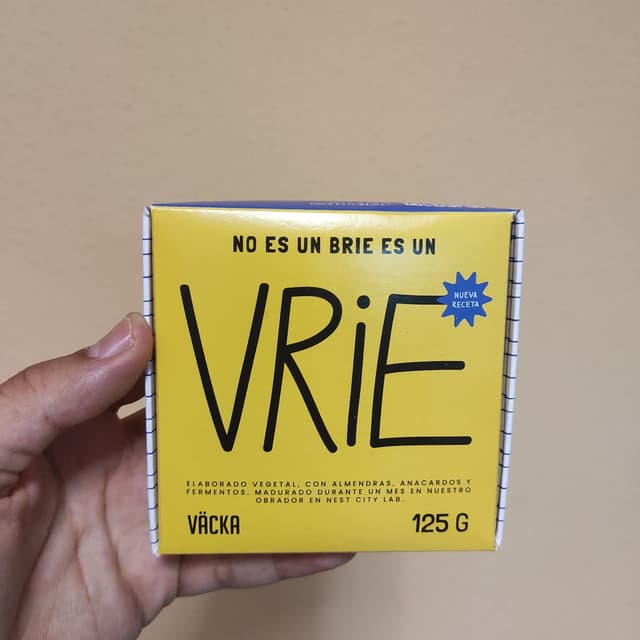 NO ES UN BRIE ES UN
VRiE
NUEVA
RECETA
ELABORADO VEGETAL, CON ALMENDRAS, ANACARDOS Y
FERMENTOS. MADURADO DURANTE UN MES EN NUESTRO
OBRADOR EN NEST CITY LAB.
VÄCKA
125 G